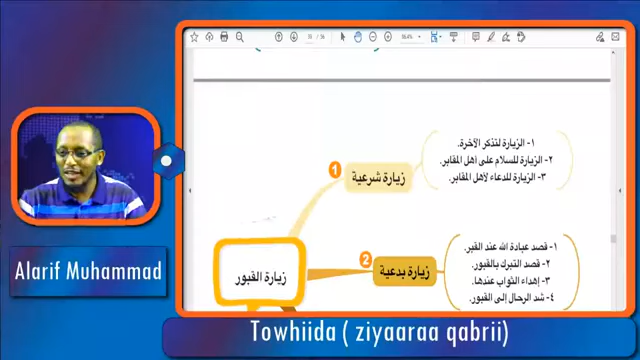 ١- الزيارة لتذكر الآخرة.
٢- الزيارة للسلام على اهل المقابر.
٣- الزيارة للدعاء لأهل المقابر.
1
زيارة شرعية
١- قصد عبادة الله عند القبر.
٢- قصد التبرك بالقبور.
٣- إهداء الثواب عندها.
٤- شد الرحال إلى القبور.
2
زيارة بدعية
زيارة القبور
Alarif Muhammad
Towhiida ( ziyaaraa qabrii)